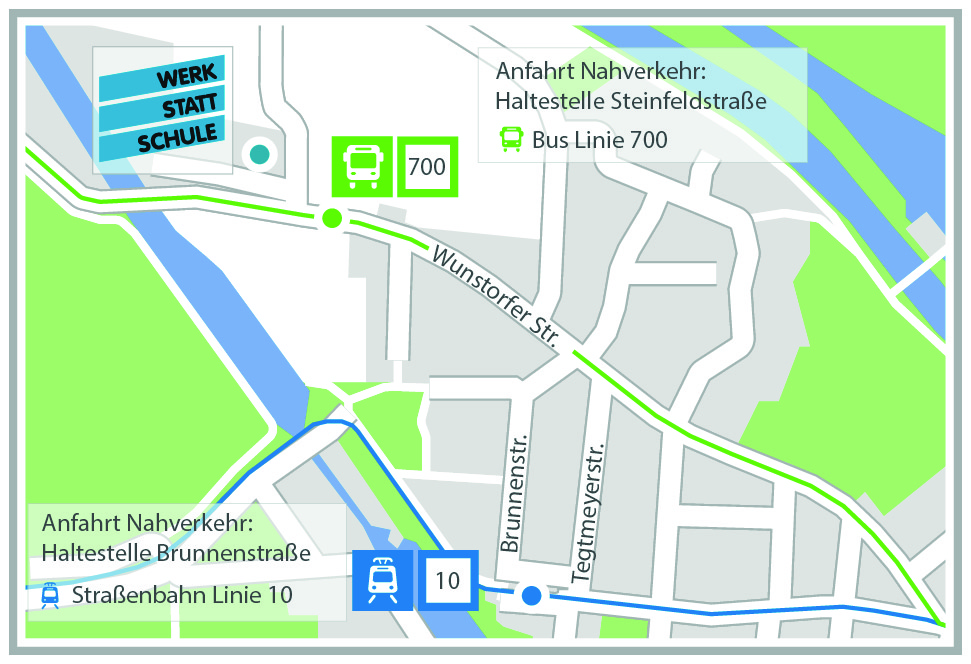 WERK
STATT
SCHULE
Anfahrt Nahverkehr:
Haltestelle Steinfeldstraße
Bus Linie 700
700
Wunstorfer Str.
Brunnenstr.
Tegtmeyerstr.
Anfahrt Nahverkehr:
Haltestelle Brunnenstraße
Straßenbahn Linie 10
10